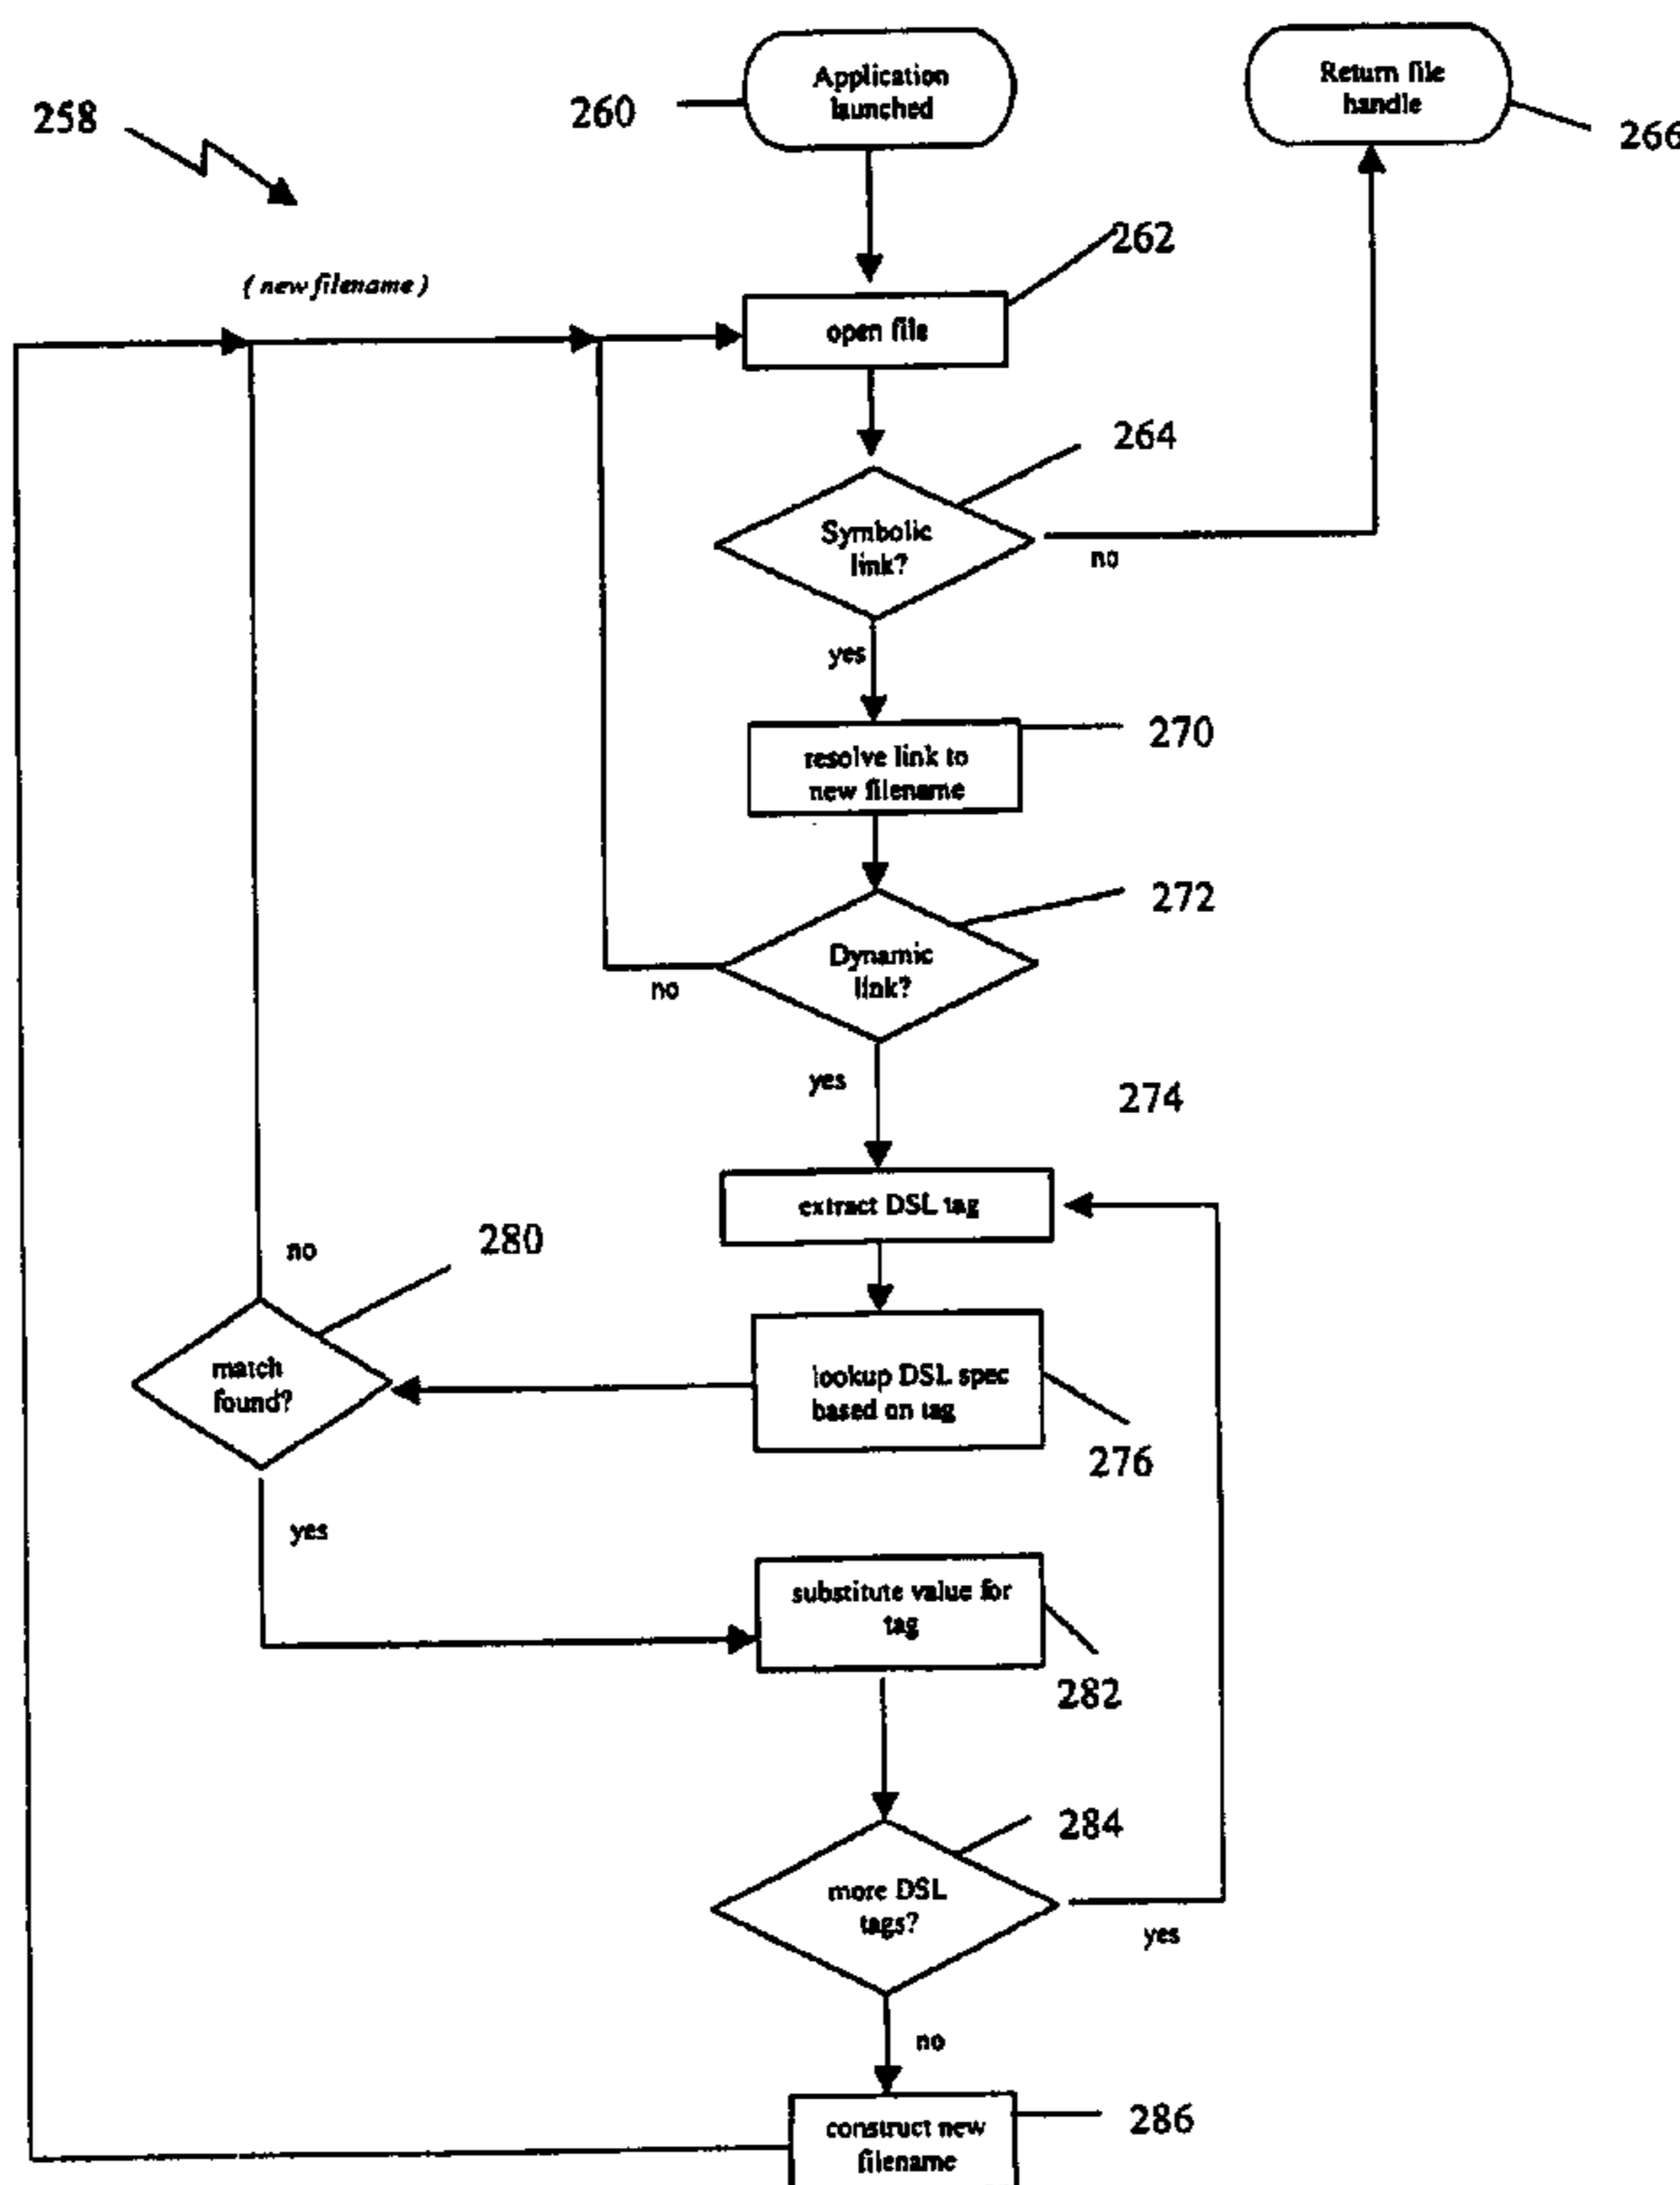 Application
launched
Return file
handle
258
260
266
262
( new filename )
open file
264
Symbolic
link?
no
yes
270
resolve link to
new filename
272
Dynamic
link?
no
yes
274
extract DSL tag
280
no
match
found?
lookup DSL spec
based on tag
276
yes
substitute value for
tag
282
284
more DSL
tags?
yes
no
286
construct new
filename